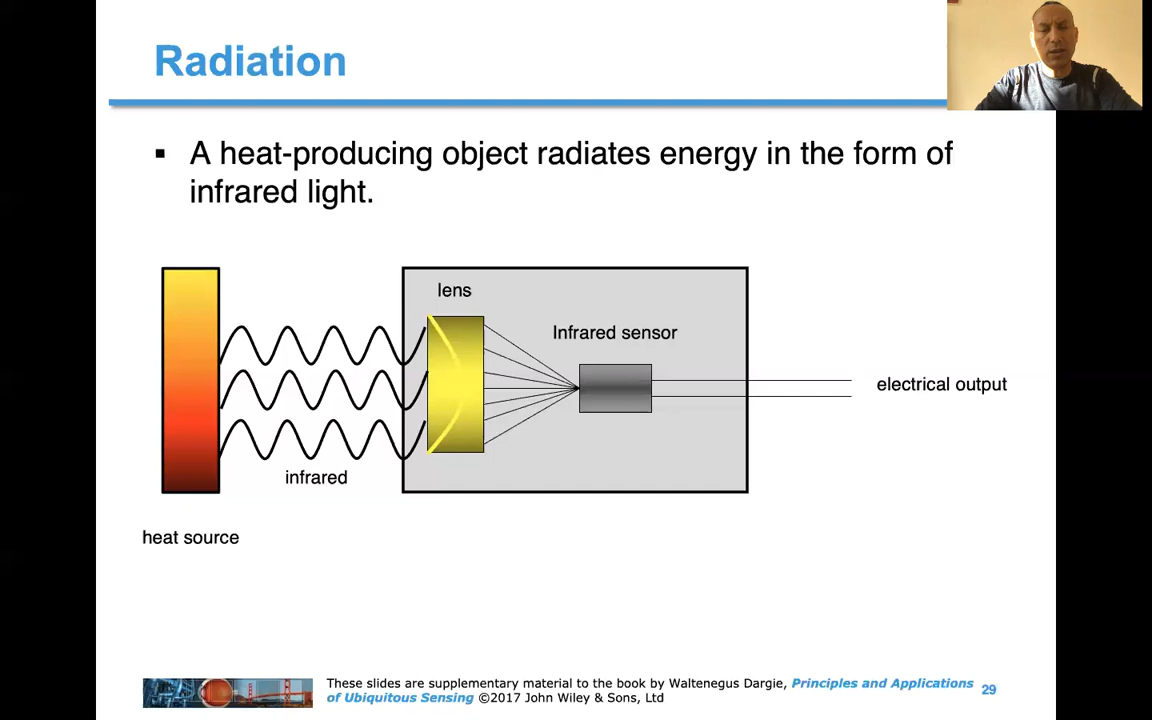 Radiation
▪ A heat-producing object radiates energy in the form of
infrared light.
lens
Infrared sensor
electrical output
infrared
heat source
These slides are supplementary material to the book by Waltenegus Dargie, Principles and Applications
of Ubiquitous Sensing ©2017 John Wiley & Sons, Ltd
29